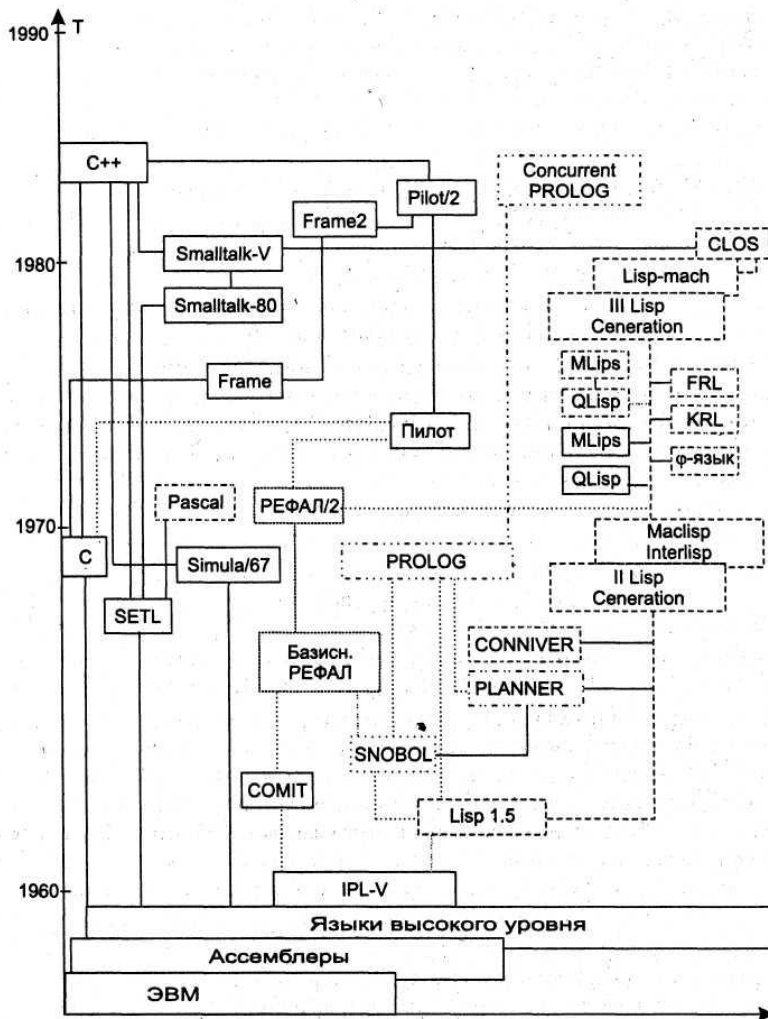 1990
T
C++
Concurrent
PROLOG
Pilot/2
Frame2
CLOS
Smalltalk-V
1980
Lisp-mach
Smalltalk-80
III Lisp
Ceneration
MLips
Frame
FRL
QLisp
KRL
Пилот
MLips
φ-язык
QLisp
Pascal
РЕФАЛ/2
1970
Maclisp
Interlisp
C
Simula/67
PROLOG
II Lisp
Ceneration
SETL
Базисн.
РЕФАЛ
CONNIVER
PLANNER
SNOBOL
COMIT
Lisp 1.5
1960
IPL-V
Языки высокого уровня
Ассемблеры
ЭВМ